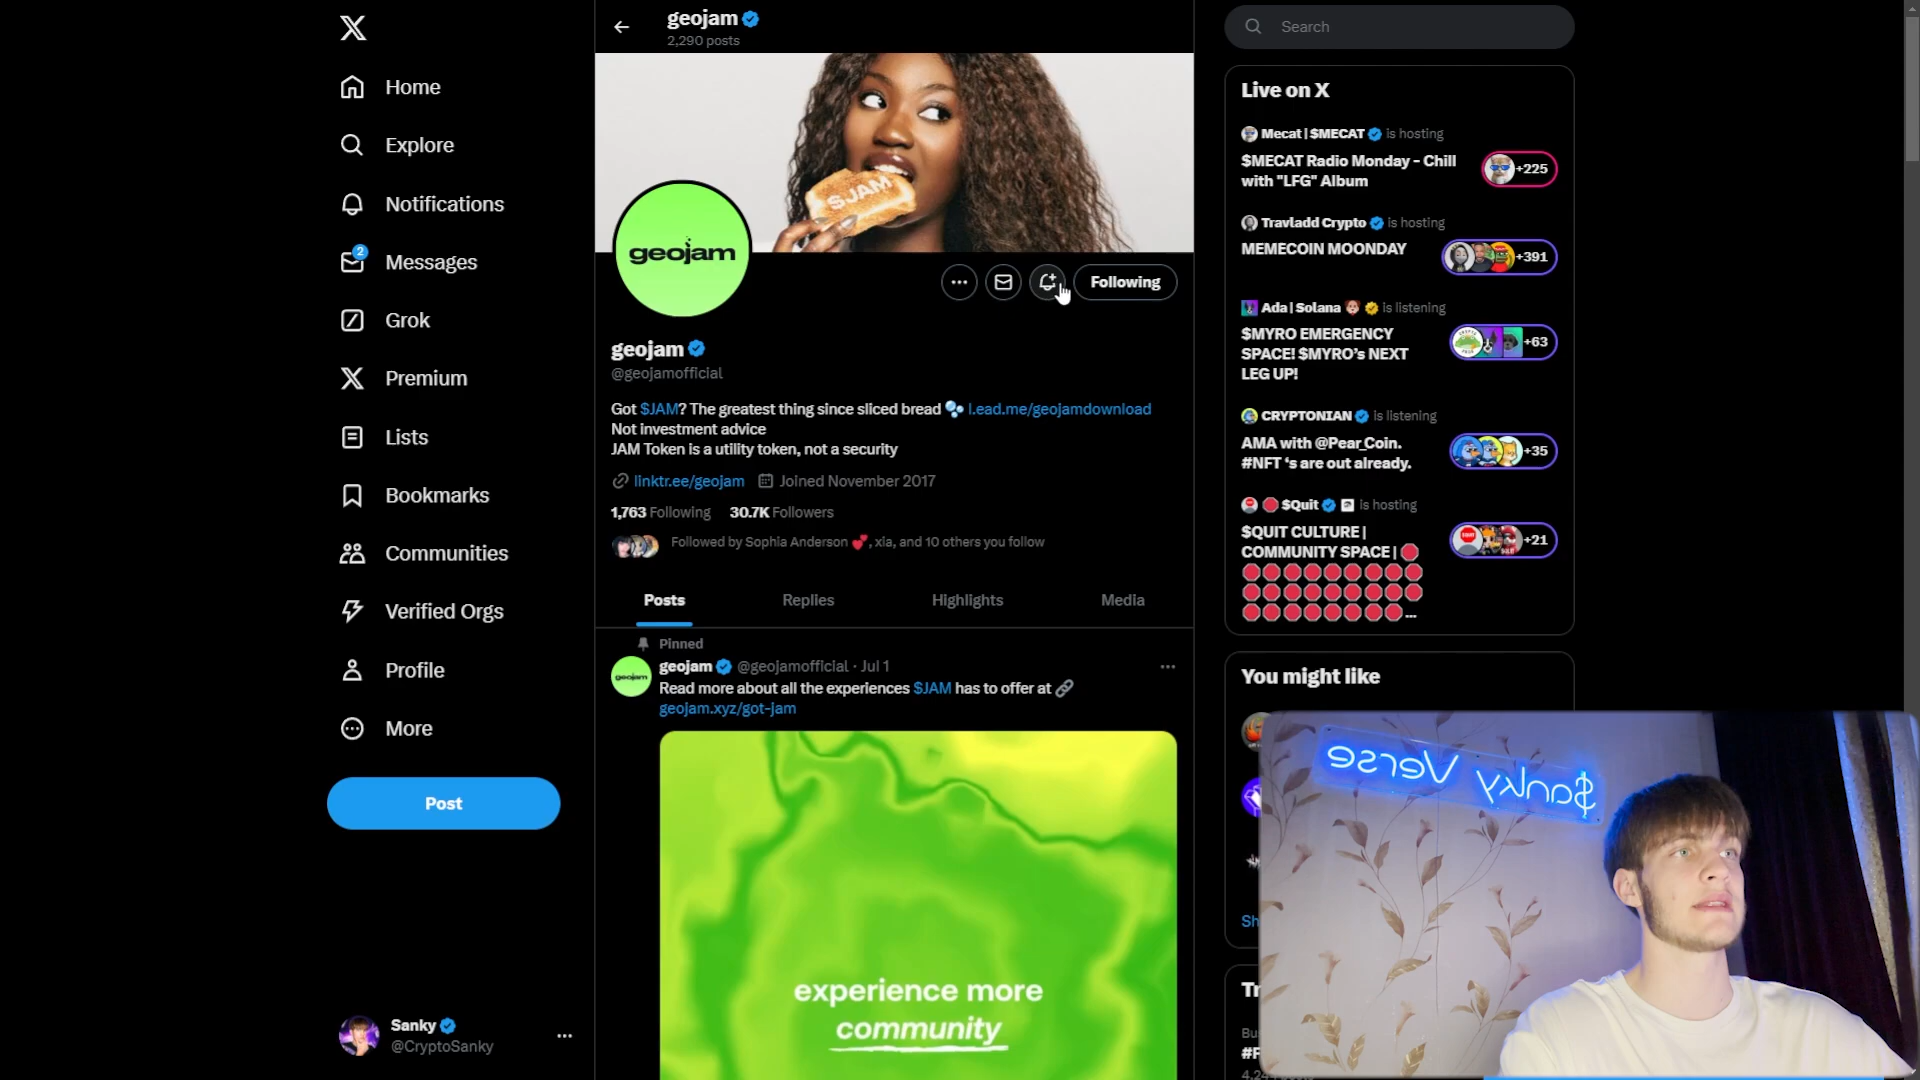 Home
Explore
Notifications
2
Messages
Grok
Premium
Lists
Bookmarks
Communities
Verified Orgs
Profile
More
Post
Sanky
@CryptoSanky
geojam
2,290 posts
$JAM
geojam
Following
geojam
@geojamofficial
Got $JAM? The greatest thing since sliced bread 🫧 l.ead.me/geojamdownload
Not investment advice
JAM Token is a utility token, not a security
linktr.ee/geojam Joined November 2017
1,763 Following 30.7K Followers
Followed by Sophia Anderson 💕, xia, and 10 others you follow
Posts Replies Highlights Media
Pinned
geojam @geojamofficial · Jul 1
Read more about all the experiences $JAM has to offer at 🔗
geojam.xyz/got-jam
geojam
experience more
community
Search
Live on X
Mecat | $MECAT is hosting
$MECAT Radio Monday - Chill
with "LFG" Album
+225
Travladd Crypto is hosting
MEMECOIN MOONDAY
+391
Ada | Solana is listening
$MYRO EMERGENCY
SPACE! $MYRO's NEXT
LEG UP!
+63
CRYPTONIAN is listening
AMA with @Pear_Coin.
#NFT 's are out already.
+35
🛑 $Quit is hosting
$QUIT CULTURE |
COMMUNITY SPACE | 🛑
🛑🛑🛑🛑🛑🛑🛑🛑🛑
🛑🛑🛑🛑🛑🛑🛑🛑🛑
🛑🛑🛑🛑🛑🛑🛑🛑...
+21
You might like
$anky Verse